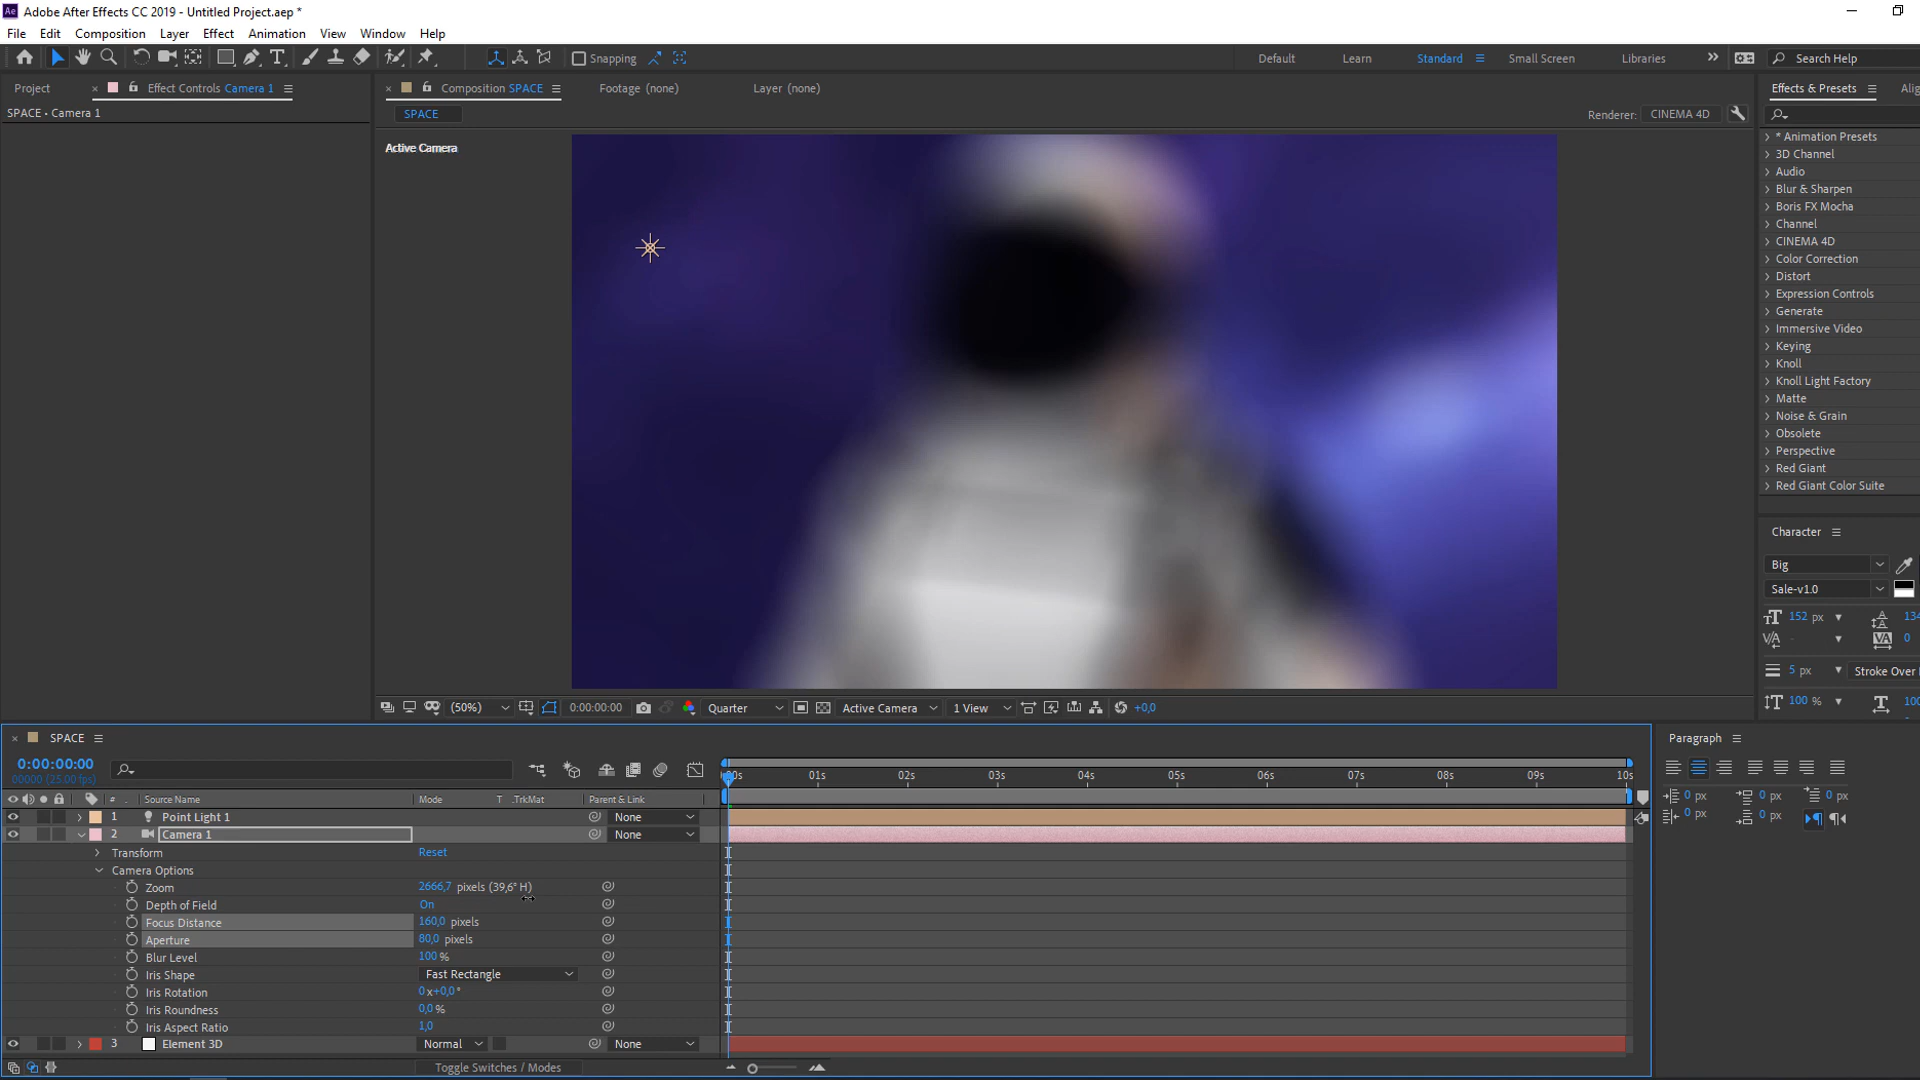 Adobe After Effects CC 2019 - Untitled Project.aep *
File Edit Composition Layer Effect Animation View Window Help
Snapping
Default Learn Standard Small Screen Libraries Search Help
Project
Effect Controls Camera 1
Composition SPACE
Footage (none)
Layer (none)
Effects & Presets
SPACE • Camera 1
SPACE
Renderer: CINEMA 4D
Active Camera
* Animation Presets
3D Channel
Audio
Blur & Sharpen
Boris FX Mocha
Channel
CINEMA 4D
Color Correction
Distort
Expression Controls
Generate
Immersive Video
Keying
Knoll
Knoll Light Factory
Matte
Noise & Grain
Obsolete
Perspective
Red Giant
Red Giant Color Suite
Character
Big
Sale-v1.0
152 px
0
5 px Stroke Over
100 %
(50%) 0:00:00:00 Quarter Active Camera 1 View +0,0
SPACE
0:00:00:00
00000 (25.00 fps)
00s 01s 02s 03s 04s 05s 06s 07s 08s 09s 10s
# Source Name Mode T .TrkMat Parent & Link
1 Point Light 1 None
2 Camera 1 None
Transform Reset
Camera Options
Zoom 2666,7 pixels (39,6° H)
Depth of Field On
Focus Distance 160,0 pixels
Aperture 80,0 pixels
Blur Level 100 %
Iris Shape Fast Rectangle
Iris Rotation 0 x+0,0 °
Iris Roundness 0,0 %
Iris Aspect Ratio 1,0
3 Element 3D Normal None
Toggle Switches / Modes
Paragraph
0 px 0 px 0 px
0 px 0 px